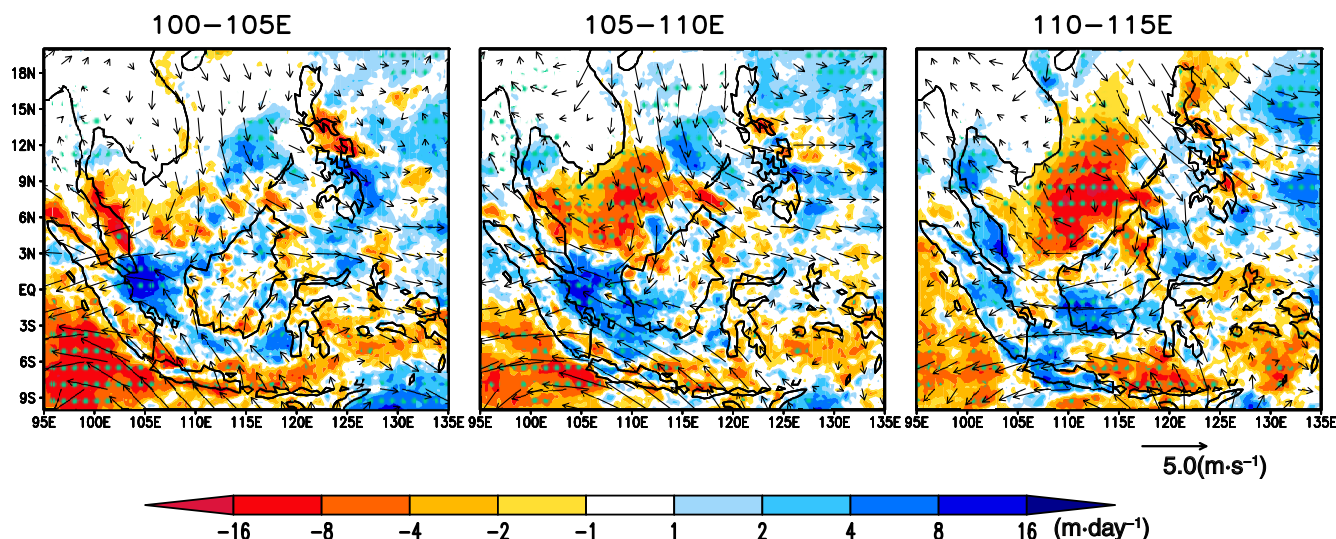 100−105E 105−110E 110−115E
18N
15N
12N
9N
6N
3N
EQ
3S
6S
9S
95E 100E 105E 110E 115E 120E 125E 130E 135E 95E 100E 105E 110E 115E 120E 125E 130E 135E 95E 100E 105E 110E 115E 120E 125E 130E 135E
5.0(m·s⁻¹)
−16 −8 −4 −2 −1 1 2 4 8 16 (m·day⁻¹)